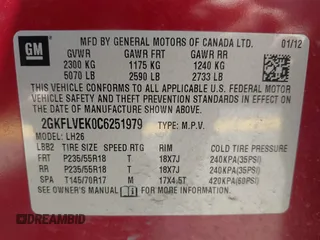 GM
MFD BY GENERAL MOTORS OF CANADA LTD. 01/12
GVWR GAWR FRT GAWR RR
2300 KG 1175 KG 1240 KG
5070 LB 2590 LB 2733 LB
THIS VEHICLE CONFORMS TO ALL APPLICABLE U.S. FEDERAL
MOTOR VEHICLE SAFETY STANDARDS IN EFFECT ON THE DATE OF
MANUFACTURE SHOWN ABOVE.
2GKFLVEK0C6251979 TYPE: M.P.V.
MODEL: LH26
LBB2 TIRE SIZE SPEED RTG RIM COLD TIRE PRESSURE
FRT P235/55R18 T 18X7J 240KPA(35PSI)
RR P235/55R18 T 18X7J 240KPA(35PSI)
SPA T145/70R17 M 17X4.5T 420KPA(60PSI)
SEE OWNER'S MANUAL FOR MORE INFORMATION.
DREAMBID